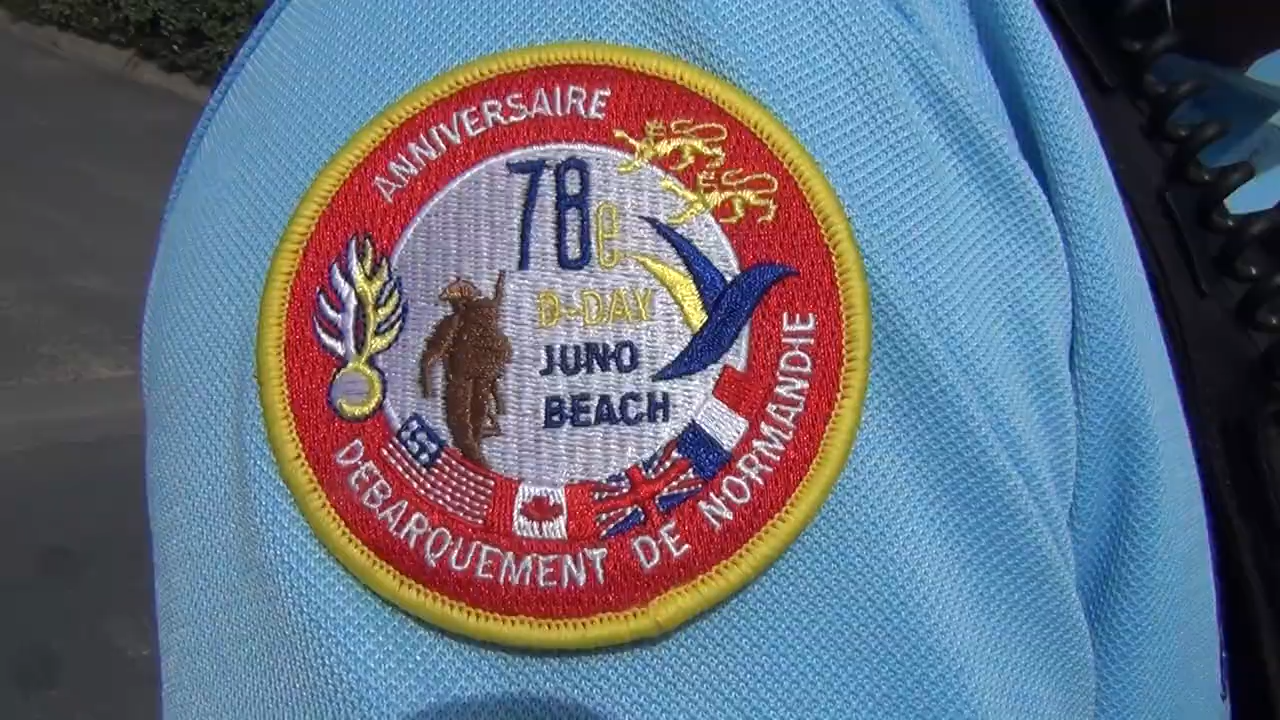 ANNIVERSAIRE
78e
D-DAY
JUNO
BEACH
DEBARQUEMENT DE NORMANDIE